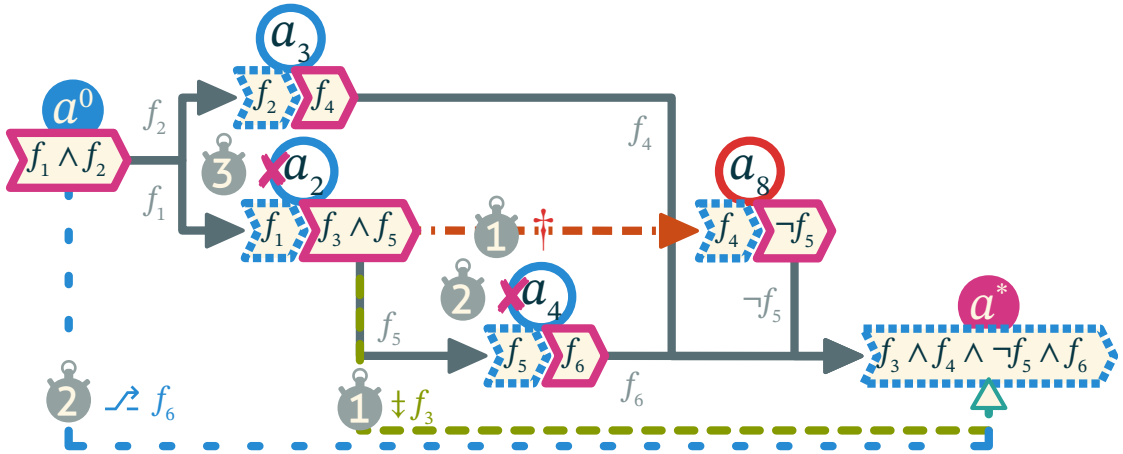 a³
f₂ f₄
a⁰
f₂
f₁ ∧ f₂
f₄
3
a₂
a₈
f₁
f₁ f₃ ∧ f₅
1 †
f₄ ¬f₅
2
a₄
¬f₅
a*
f₅
f₅ f₆
f₃ ∧ f₄ ∧ ¬f₅ ∧ f₆
f₆
2 ⎇ f₆
1 ‡ f₃